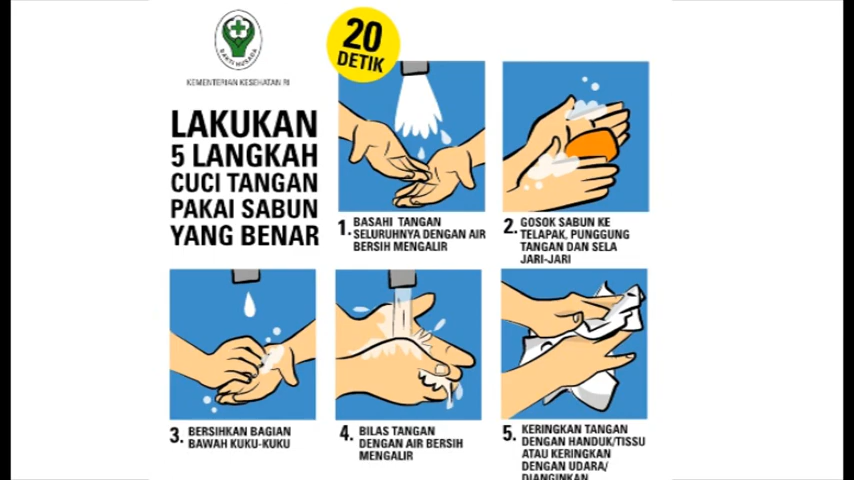 BAKTI HUSADA
KEMENTERIAN KESEHATAN RI
20
DETIK
LAKUKAN
5 LANGKAH
CUCI TANGAN
PAKAI SABUN
YANG BENAR
1. BASAHI TANGAN
SELURUHNYA DENGAN AIR
BERSIH MENGALIR
2. GOSOK SABUN KE
TELAPAK, PUNGGUNG
TANGAN DAN SELA
JARI-JARI
3. BERSIHKAN BAGIAN
BAWAH KUKU-KUKU
4. BILAS TANGAN
DENGAN AIR BERSIH
MENGALIR
5. KERINGKAN TANGAN
DENGAN HANDUK/TISSU
ATAU KERINGKAN
DENGAN UDARA/
DIANGINKAN